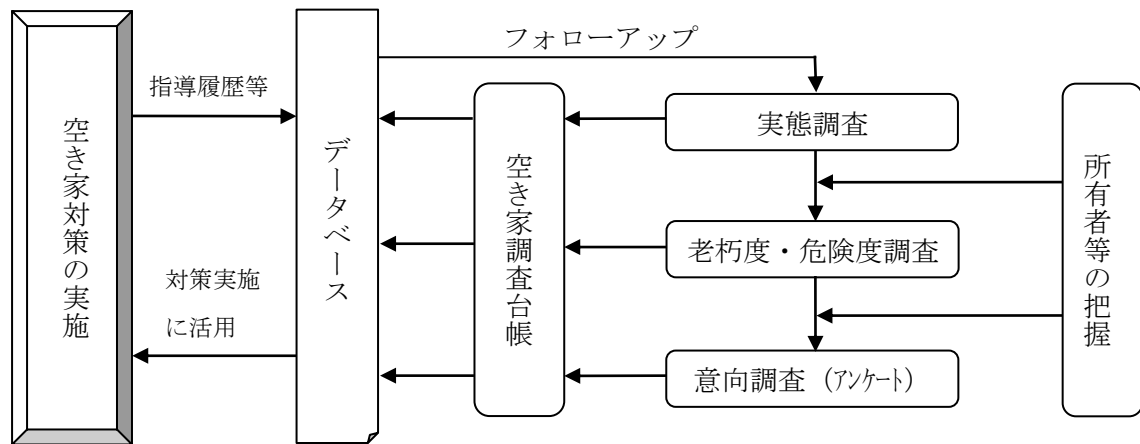 空き家対策の実施
指導履歴等
対策実施
に活用
データベース
フォローアップ
空き家調査台帳
実態調査
老朽度・危険度調査
意向調査（ｱﾝｹｰﾄ）
所有者等の把握